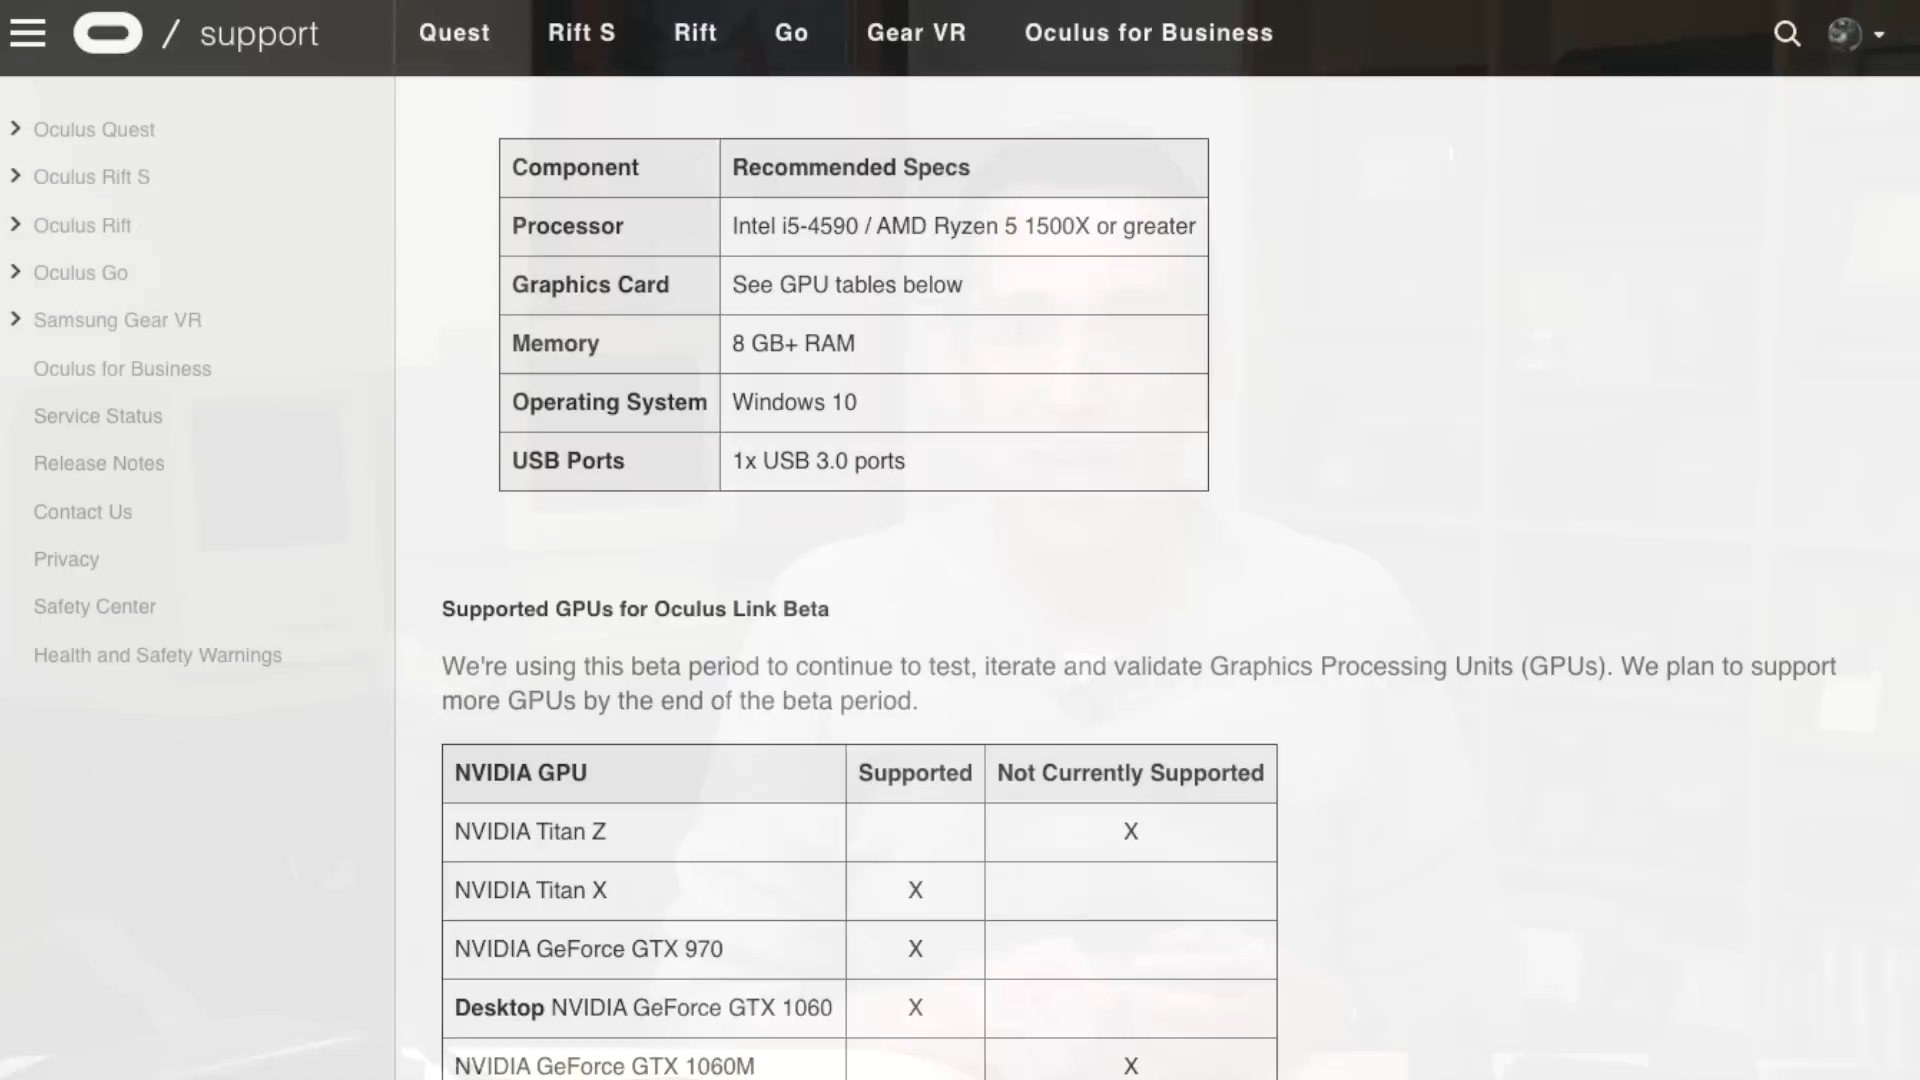 / support
Quest
Rift S
Rift
Go
Gear VR
Oculus for Business
Oculus Quest
Oculus Rift S
Oculus Rift
Oculus Go
Samsung Gear VR
Oculus for Business
Service Status
Release Notes
Contact Us
Privacy
Safety Center
Health and Safety Warnings
Component Recommended Specs
Processor Intel i5-4590 / AMD Ryzen 5 1500X or greater
Graphics Card See GPU tables below
Memory 8 GB+ RAM
Operating System Windows 10
USB Ports 1x USB 3.0 ports
Supported GPUs for Oculus Link Beta
We're using this beta period to continue to test, iterate and validate Graphics Processing Units (GPUs). We plan to support
more GPUs by the end of the beta period.
NVIDIA GPU Supported Not Currently Supported
NVIDIA Titan Z X
NVIDIA Titan X X
NVIDIA GeForce GTX 970 X
Desktop NVIDIA GeForce GTX 1060 X
NVIDIA GeForce GTX 1060M X